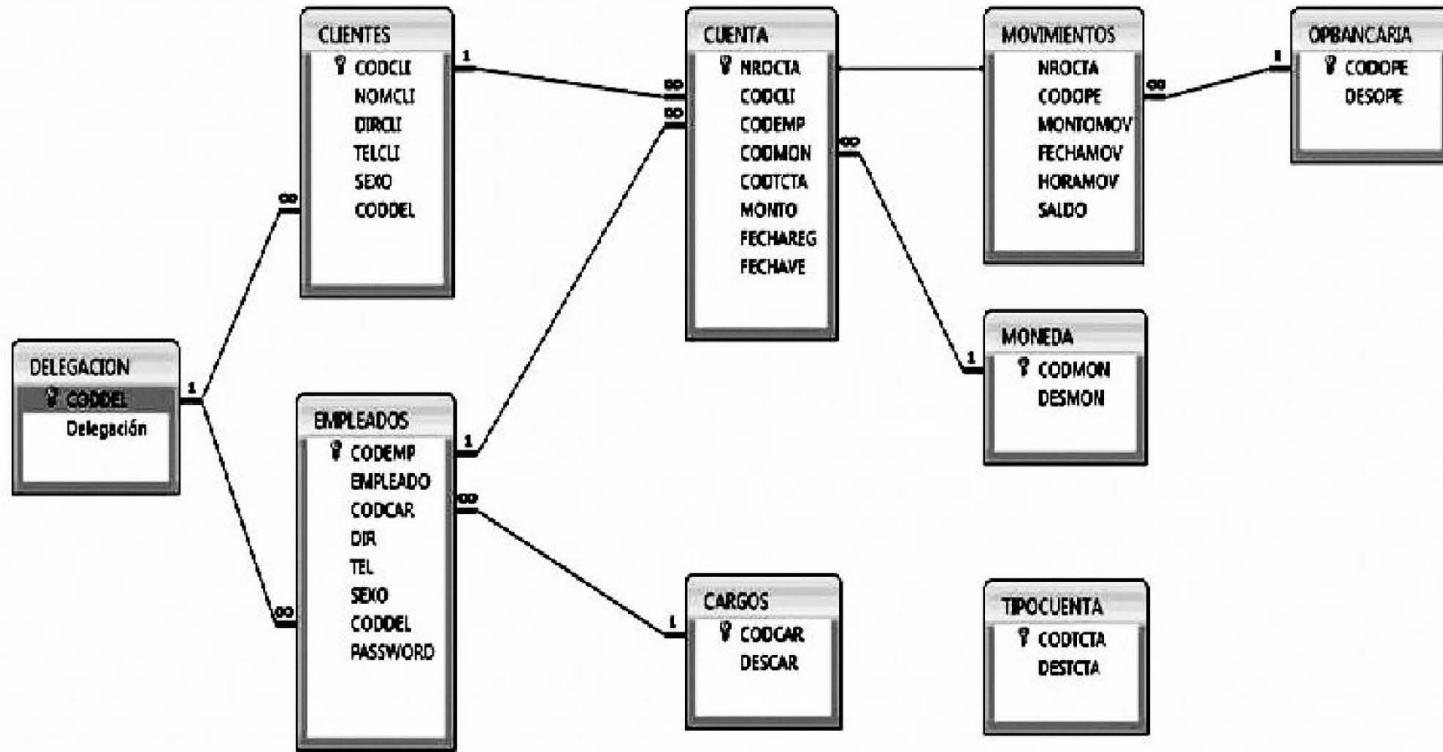 CLIENTES
CODCLI
NOMCLI
DIRCLI
TELCLI
SEXO
CODDEL
CUENTA
NROCTA
CODCLI
CODEMP
CODMON
CODTCTA
MONTO
FECHAREG
FECHAVE
MOVIMIENTOS
NROCTA
CODOPE
MONTOMOV
FECHAMOV
HORAMOV
SALDO
OPBANCARIA
CODOPE
DESOPE
DELEGACION
CODDEL
Delegación
EMPLEADOS
CODEMP
EMPLEADO
CODCAR
DIR
TEL
SEXO
CODDEL
PASSWORD
MONEDA
CODMON
DESMON
CARGOS
CODCAR
DESCAR
TIPOCUENTA
CODTCTA
DESTCTA
1
∞
∞
∞
1
∞
∞
1
1
1
∞
∞
1
1